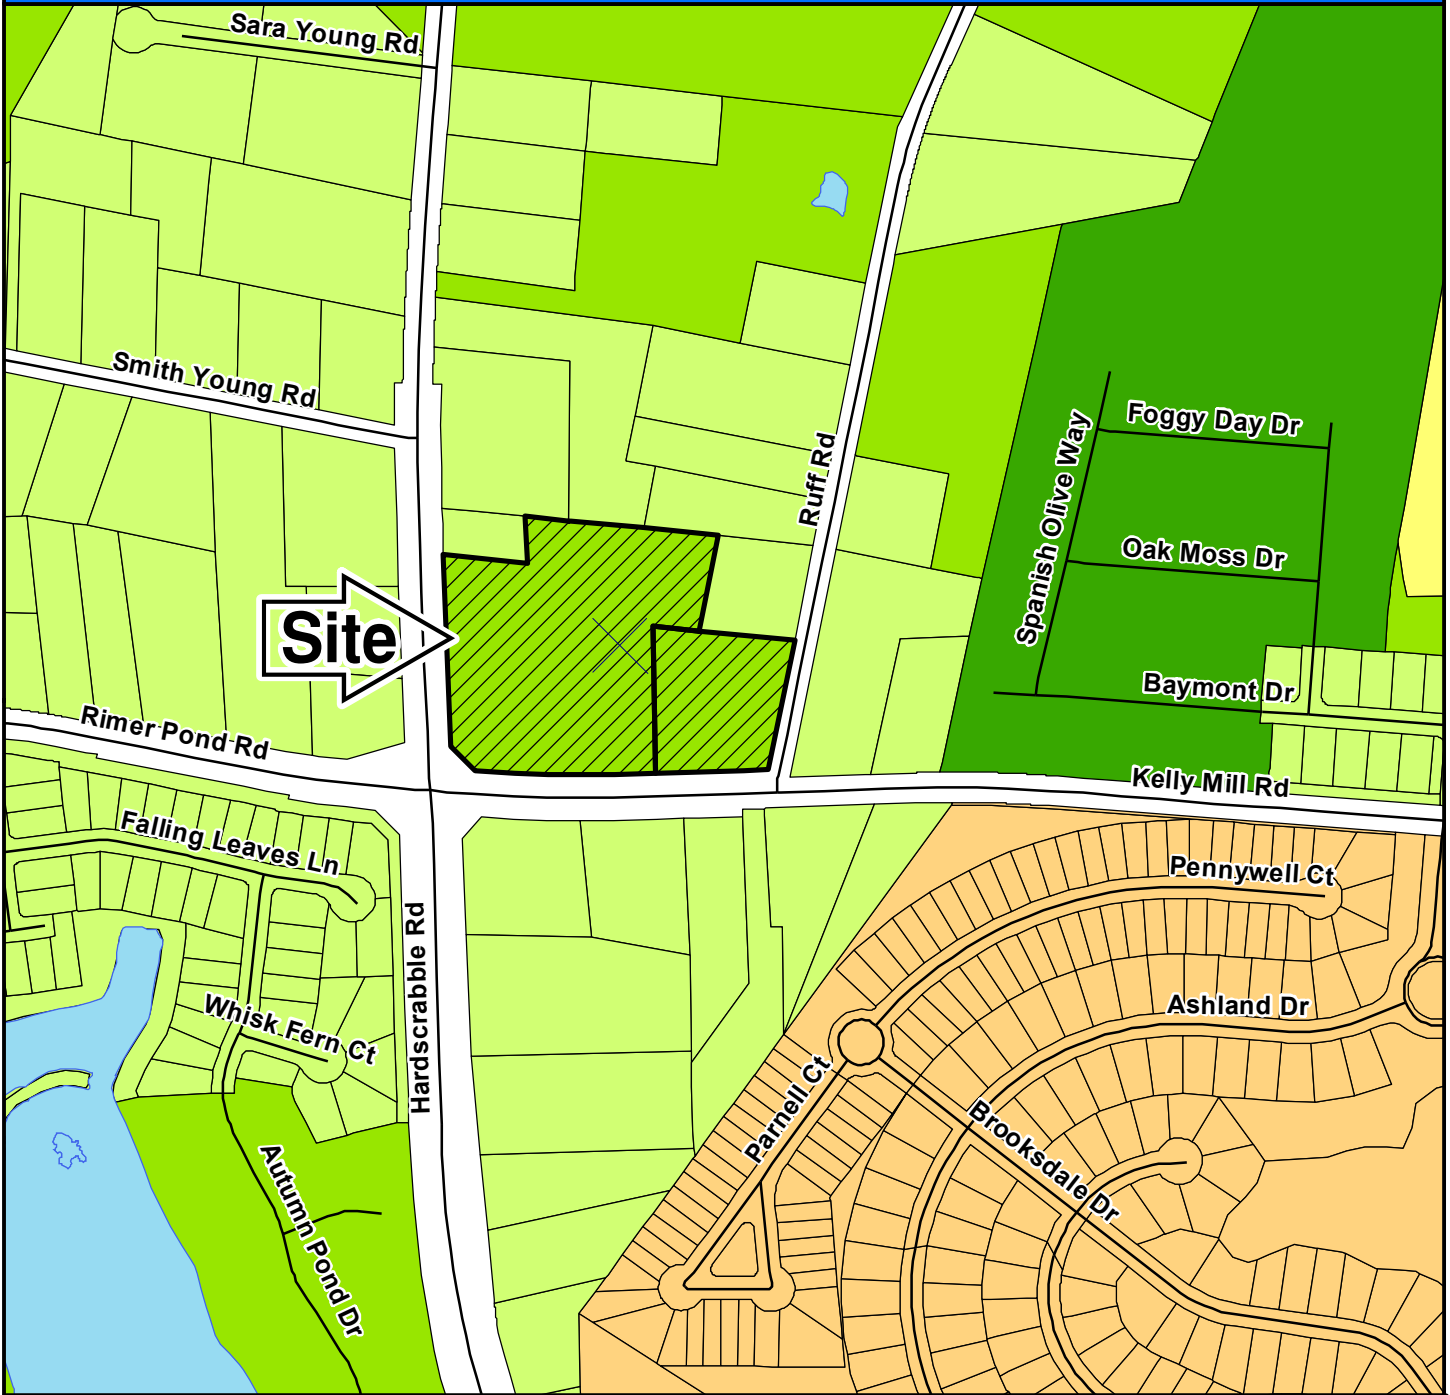 Sara Young Rd
Smith Young Rd
Foggy Day Dr
Ruff Rd
Spanish Olive Way
Oak Moss Dr
Site
Baymont Dr
Rimer Pond Rd
Kelly Mill Rd
Falling Leaves Ln
Pennywell Ct
Hardscrabble Rd
Whisk Fern Ct
Ashland Dr
Parnell Ct
Brooksdale Dr
Autumn Pond Dr